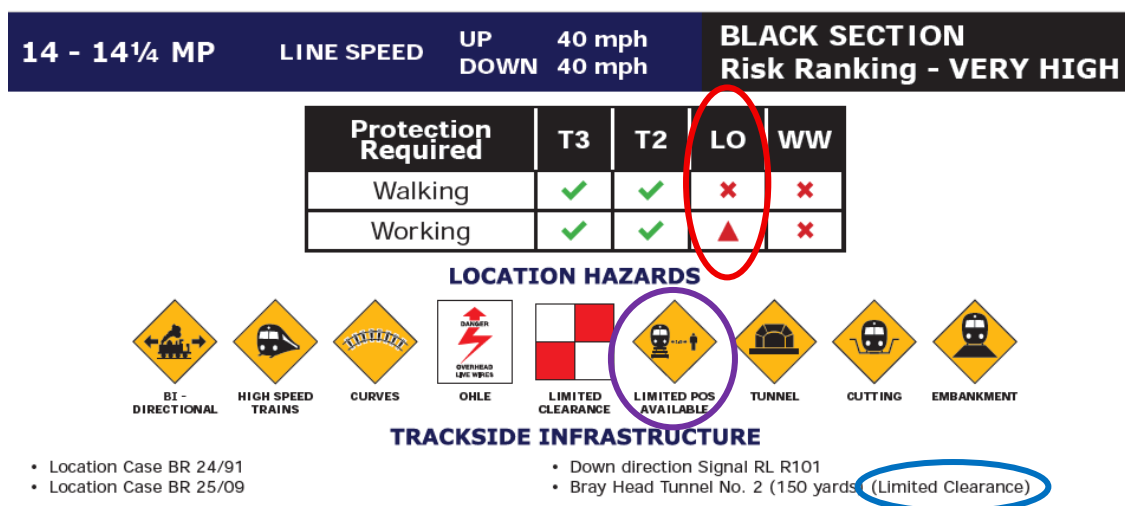 14 - 14¼ MP LINE SPEED UP 40 mph BLACK SECTION
DOWN 40 mph Risk Ranking - VERY HIGH
Protection Required T3 T2 LO WW
Walking ✓ ✓ ✖ ✖
Working ✓ ✓ ▲ ✖
LOCATION HAZARDS
DANGER
OVERHEAD
LIVE WIRES
BI - DIRECTIONAL
HIGH SPEED TRAINS
CURVES
OHLE
LIMITED CLEARANCE
LIMITED POS AVAILABLE
TUNNEL
CUTTING
EMBANKMENT
TRACKSIDE INFRASTRUCTURE
• Location Case BR 24/91
• Location Case BR 25/09
• Down direction Signal RL R101
• Bray Head Tunnel No. 2 (150 yards) (Limited Clearance)